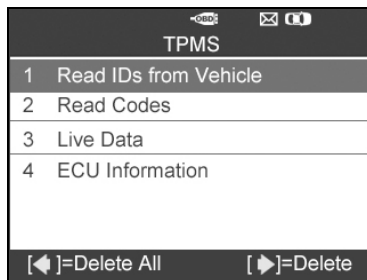 OBD
TPMS
1 Read IDs from Vehicle
2 Read Codes
3 Live Data
4 ECU Information
[ ]=Delete All [ ]=Delete